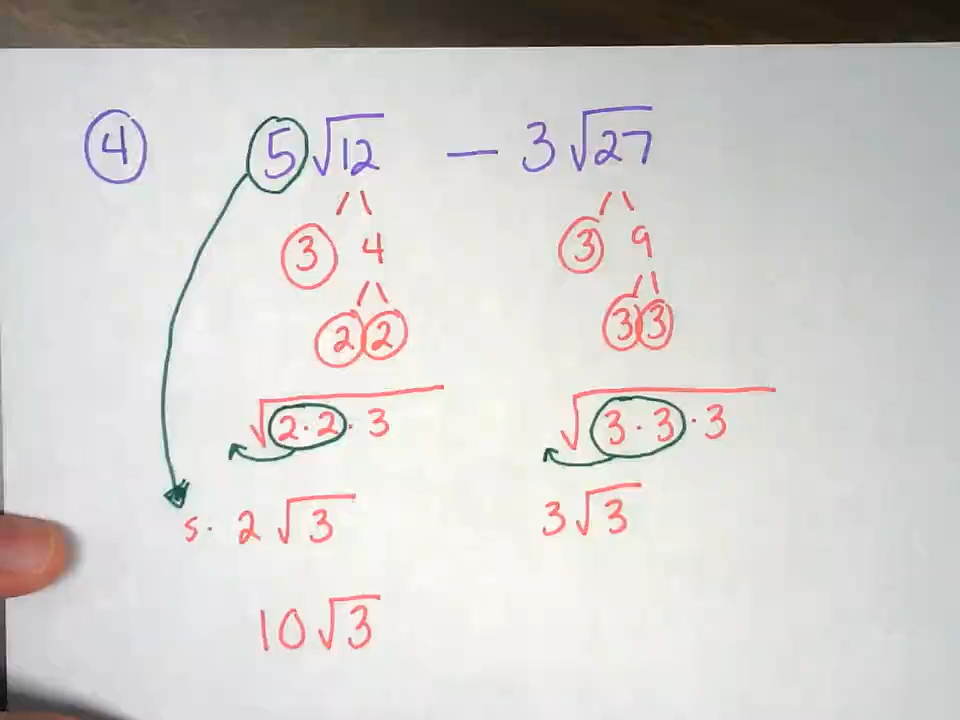 4 5√12 − 3√27
3 4 3 9
2 2 3 3
√2·2·3 √3·3·3
5· 2√3 3√3
10√3